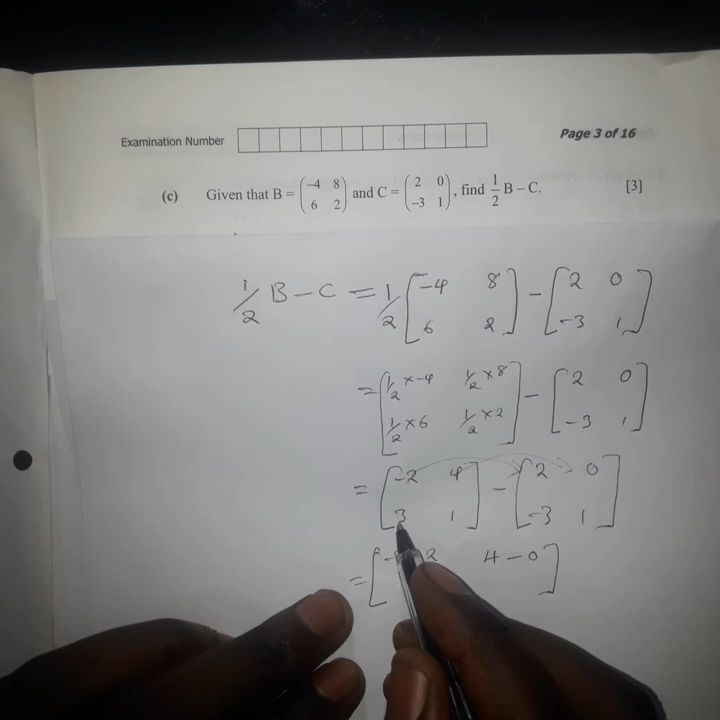 Examination Number
Page 3 of 16
(c) Given that B = (-4 8; 6 2) and C = (2 0; -3 1), find 1/2 B – C. [3]
1/2 B – C = 1/2 [-4 8; 6 2] – [2 0; -3 1]
= [1/2 × -4 1/2 × 8; 1/2 × 6 1/2 × 2] – [2 0; -3 1]
= [-2 4; 3 1] – [2 0; -3 1]
= [ 2 4 – 0 ]